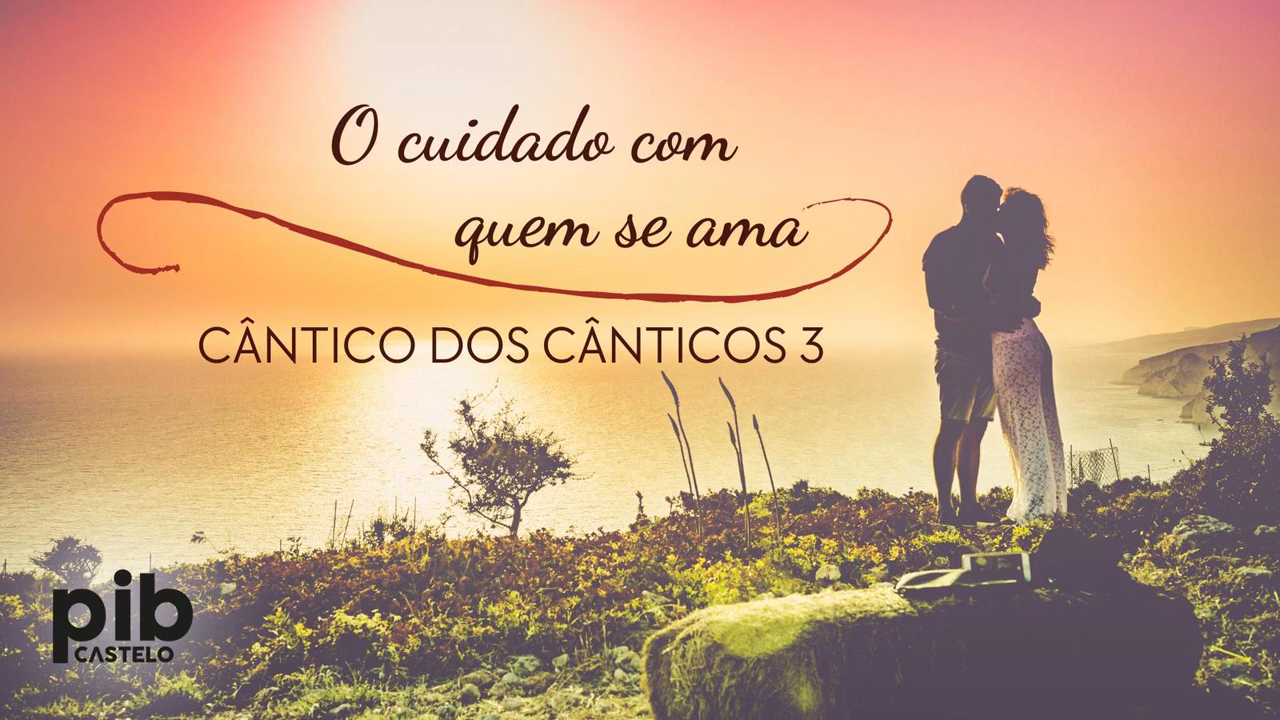 O cuidado com
quem se ama
CÂNTICO DOS CÂNTICOS 3
pib
CASTELO